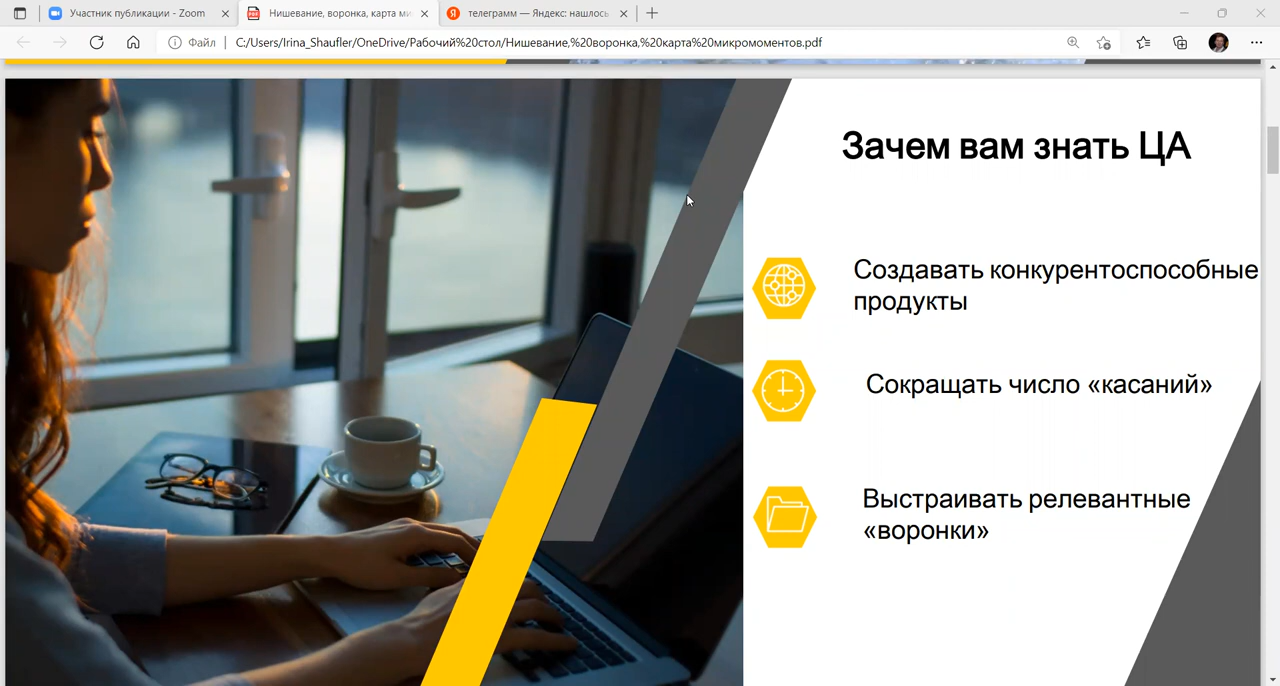 Участник публикации - Zoom
Нишевание, воронка, карта ми
телеграмм — Яндекс: нашлось
Файл
C:/Users/Irina_Shaufler/OneDrive/Рабочий%20стол/Нишевание,%20воронка,%20карта%20микромоментов.pdf
Зачем вам знать ЦА
Создавать конкурентоспособные
продукты
Сокращать число «касаний»
Выстраивать релевантные
«воронки»